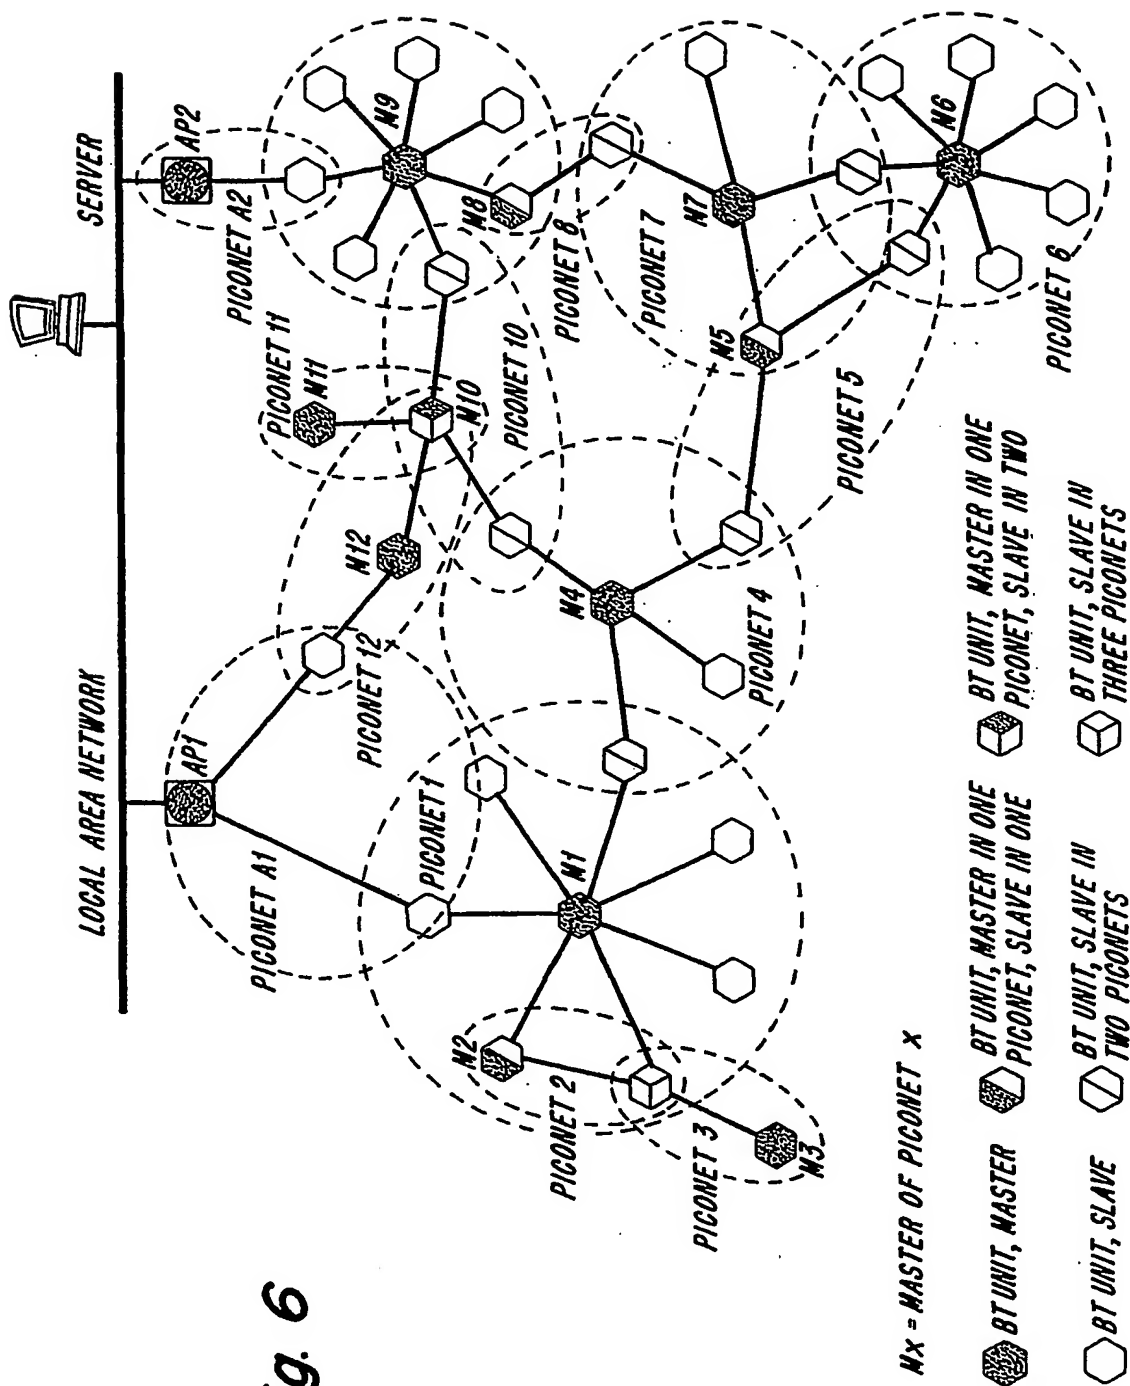 LOCAL AREA NETWORK
SERVER
AP1
AP2
PICONET A1
PICONET A2
PICONET 11
M11
M9
M12
M10
M8
PICONET 12
PICONET 10
PICONET 8
PICONET 1
M1
M2
PICONET 2
PICONET 3
M3
M4
PICONET 4
M5
PICONET 5
PICONET 7
M7
M6
PICONET 6
g. 6
Mx = MASTER OF PICONET x
BT UNIT, MASTER
BT UNIT, MASTER IN ONE
PICONET, SLAVE IN ONE
BT UNIT, MASTER IN ONE
PICONET, SLAVE IN TWO
BT UNIT, SLAVE
BT UNIT, SLAVE IN
TWO PICONETS
BT UNIT, SLAVE IN
THREE PICONETS